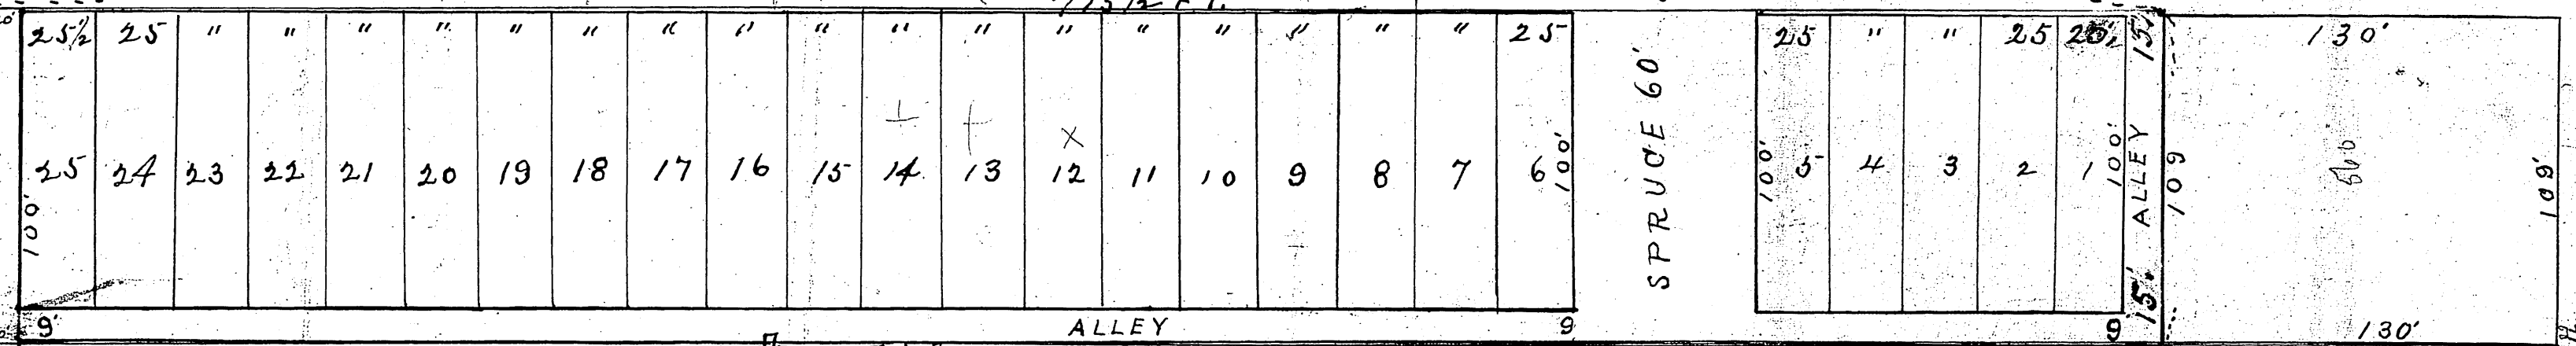 25½ 25 " " " " " " " " " " " " " " " " " 25
25 24 23 22 21 20 19 18 17 16 15 14 13 12 11 10 9 8 7 6
100' 100'
9' ALLEY 9
SPRUCE 60'
25 " " 25
100' 5 4 3 2 1 100'
9
15' ALLEY 15'
130'
109 109'
130'